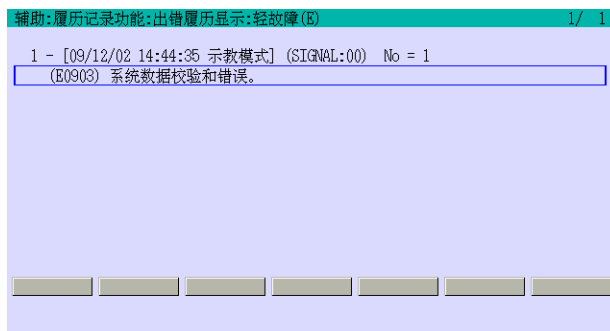 辅助:履历记录功能:出错履历显示:轻故障(E) 1/ 1
1 - [09/12/02 14:44:35 示教模式] (SIGNAL:00) No = 1
(E0903) 系统数据校验和错误。